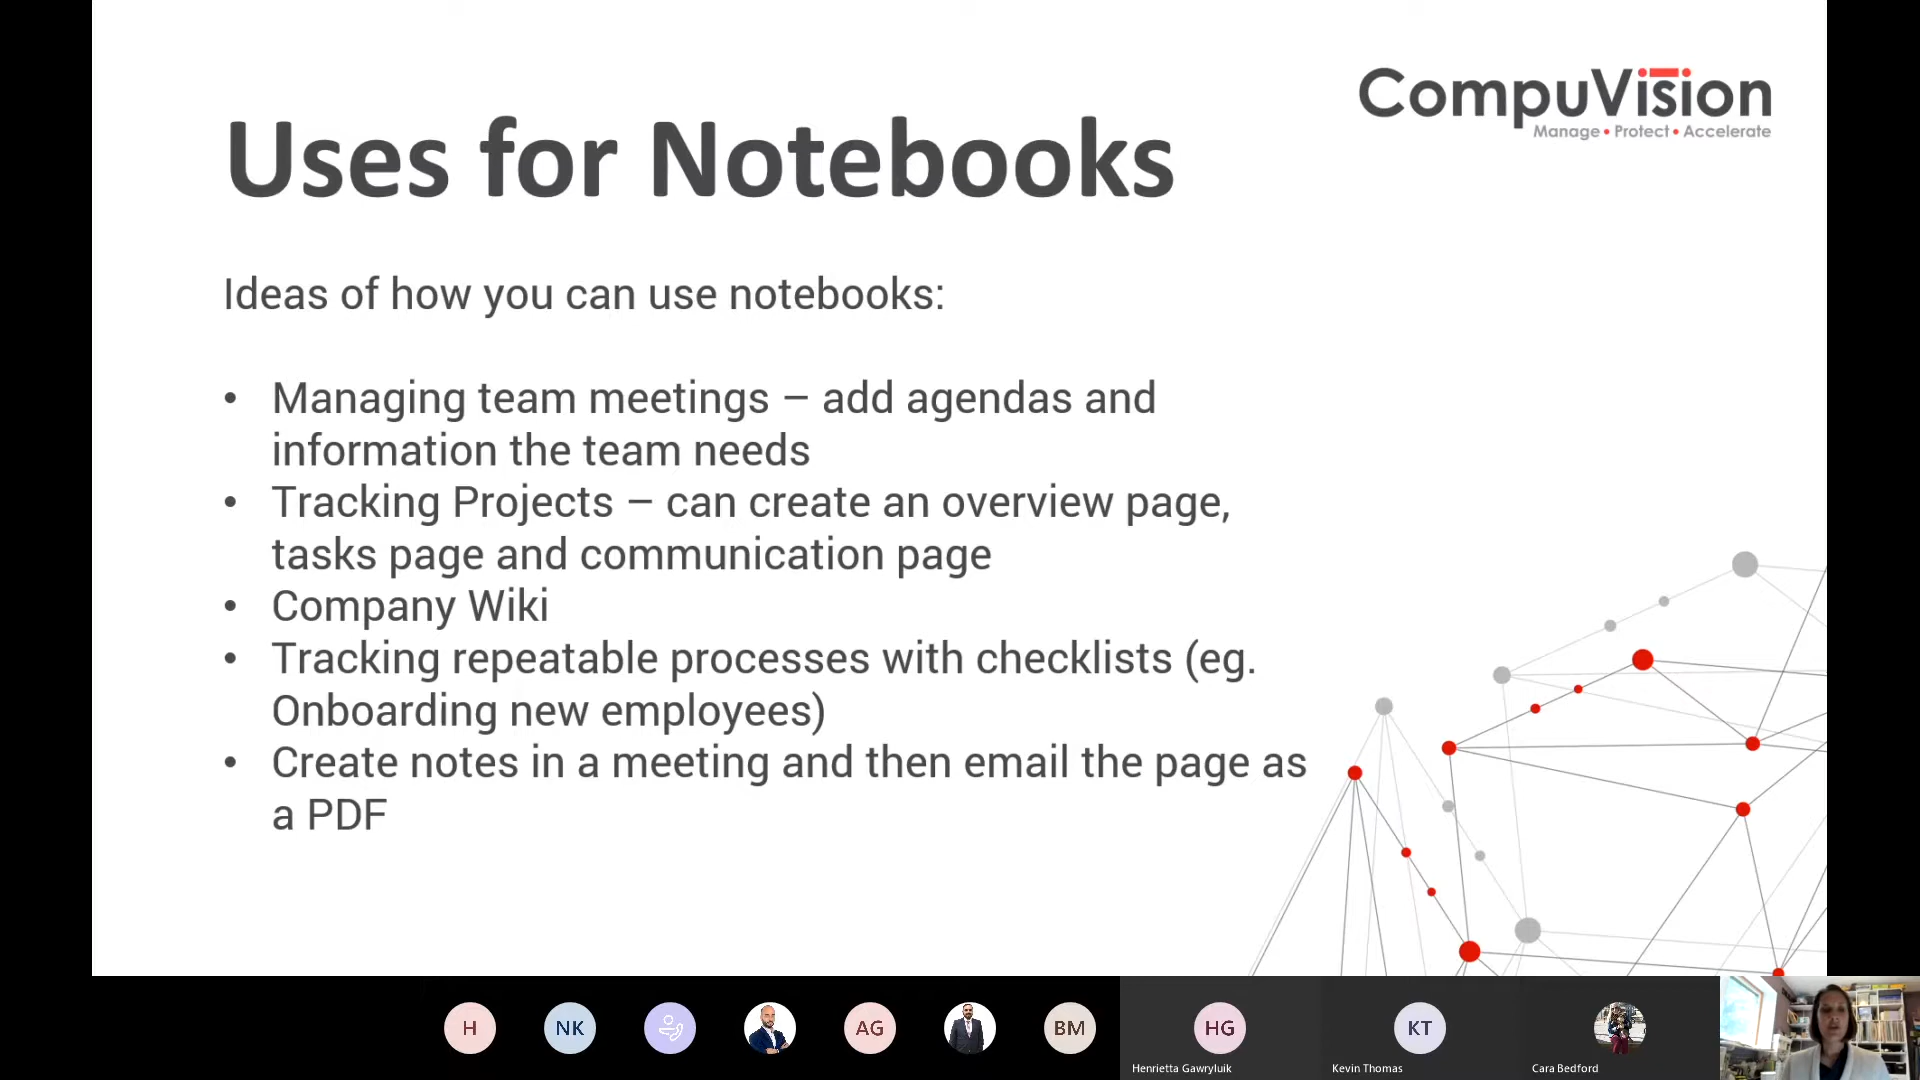 CompuVision
Manage • Protect • Accelerate
Uses for Notebooks
Ideas of how you can use notebooks:
• Managing team meetings – add agendas and
information the team needs
• Tracking Projects – can create an overview page,
tasks page and communication page
• Company Wiki
• Tracking repeatable processes with checklists (eg.
Onboarding new employees)
• Create notes in a meeting and then email the page as
a PDF
H
NK
AG
BM
HG
KT
Henrietta Gawryluik
Kevin Thomas
Cara Bedford